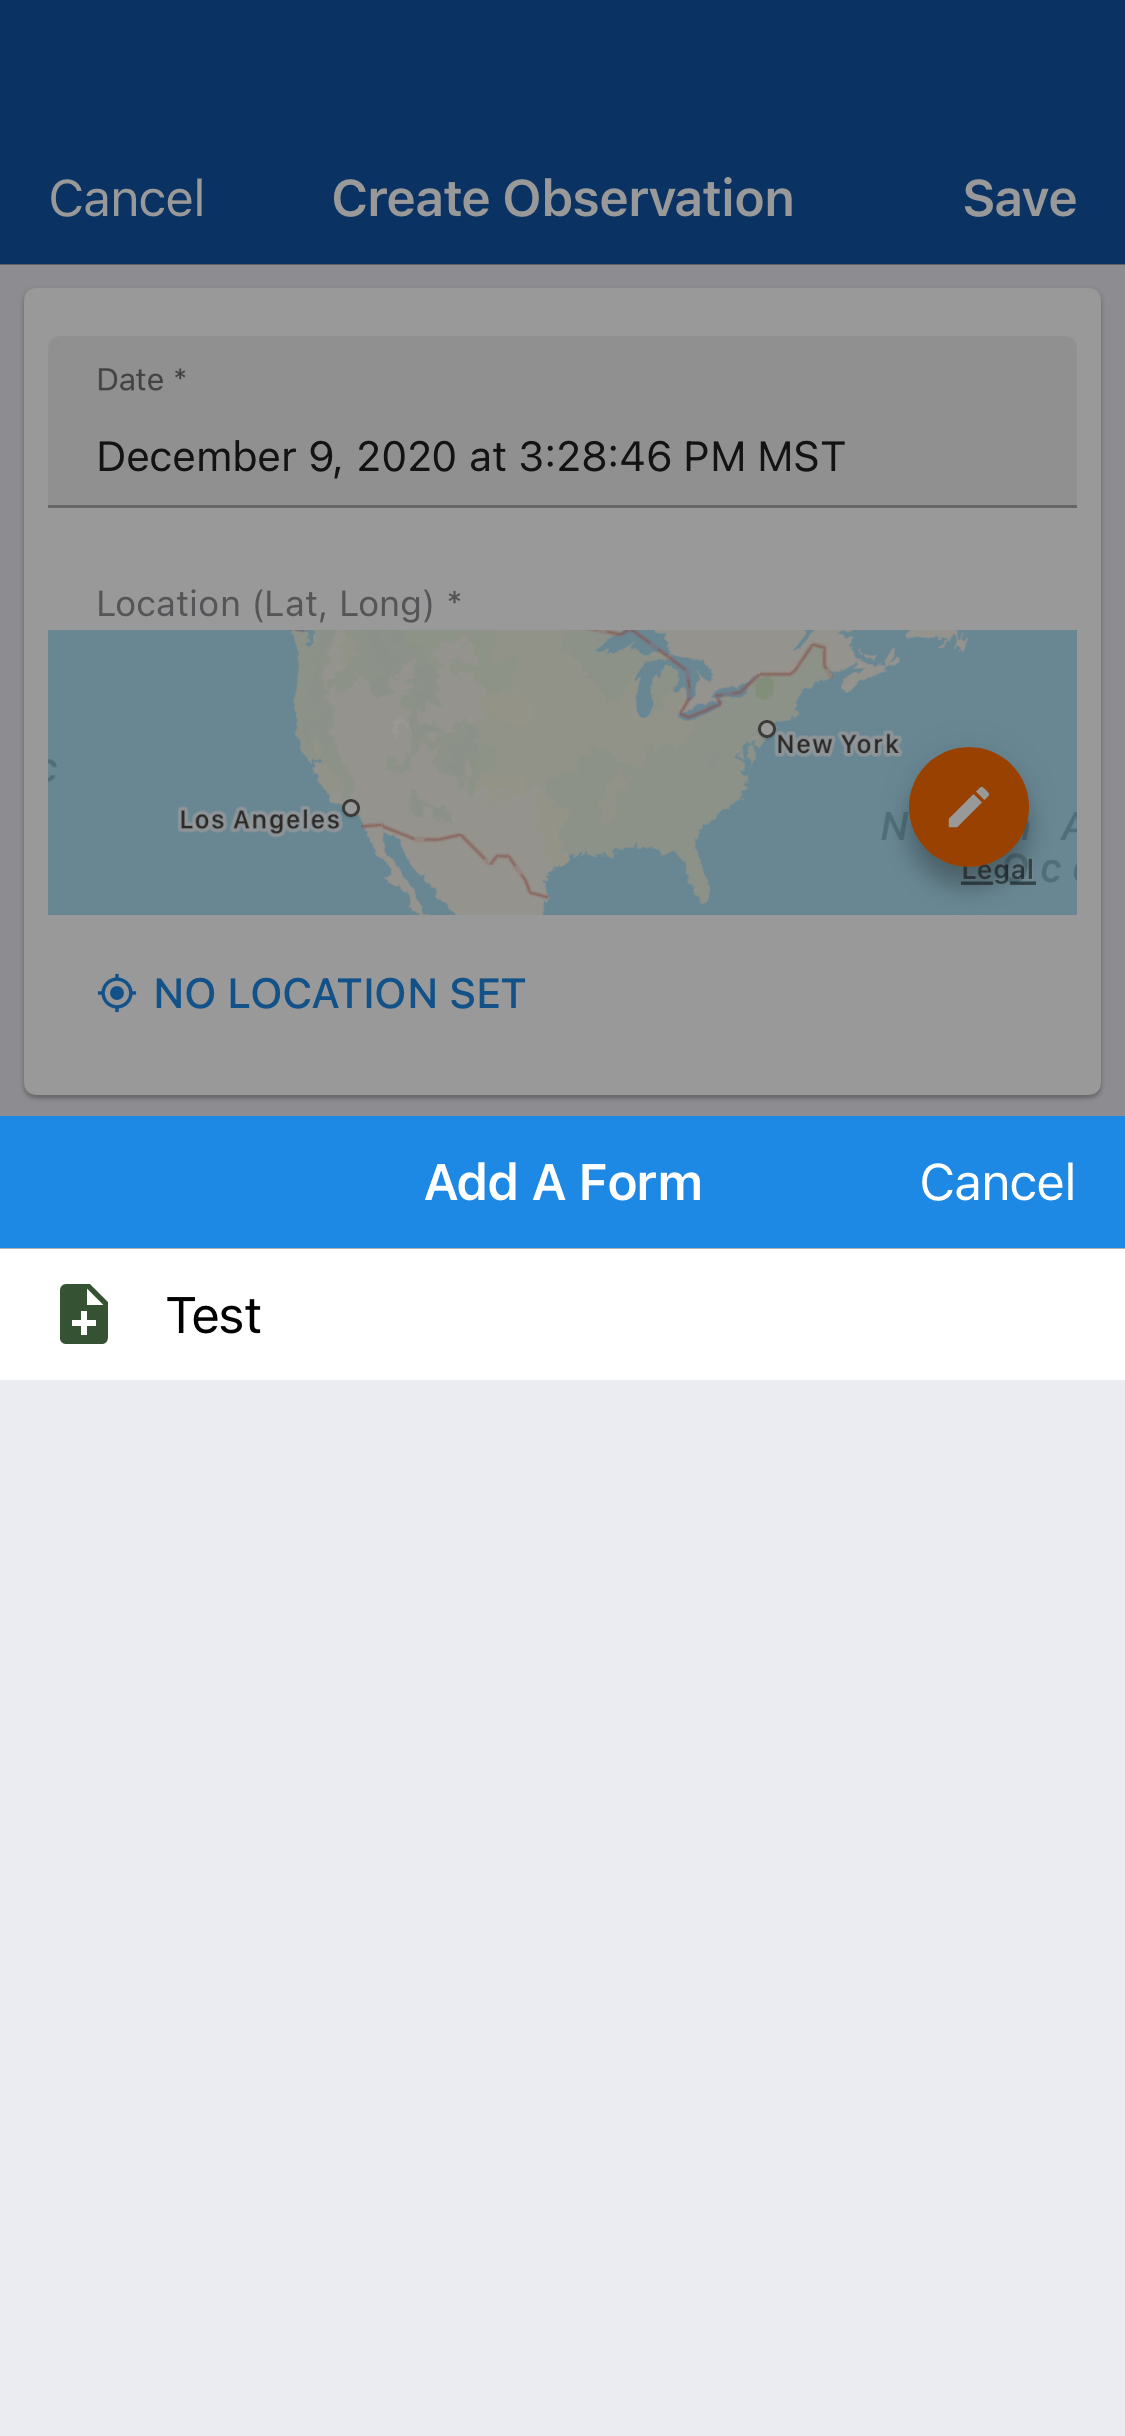 Cancel Create Observation Save
Date *
December 9, 2020 at 3:28:46 PM MST
Location (Lat, Long) *
New York
Los Angeles
Legal
NO LOCATION SET
Add A Form Cancel
Test